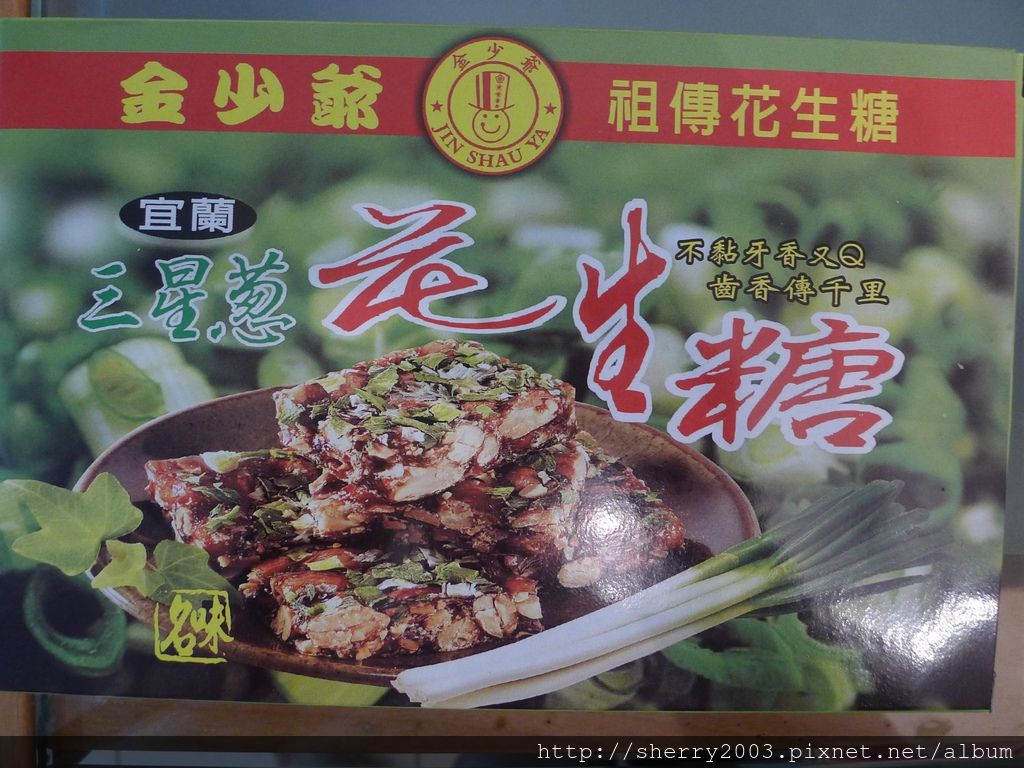 金少爺
金少爺
JIN SHAU YA
祖傳花生糖
宜蘭
三星蔥
花生糖
不黏牙香又Q
齒香傳千里
名味
http://sherry2003.pixnet.net/album